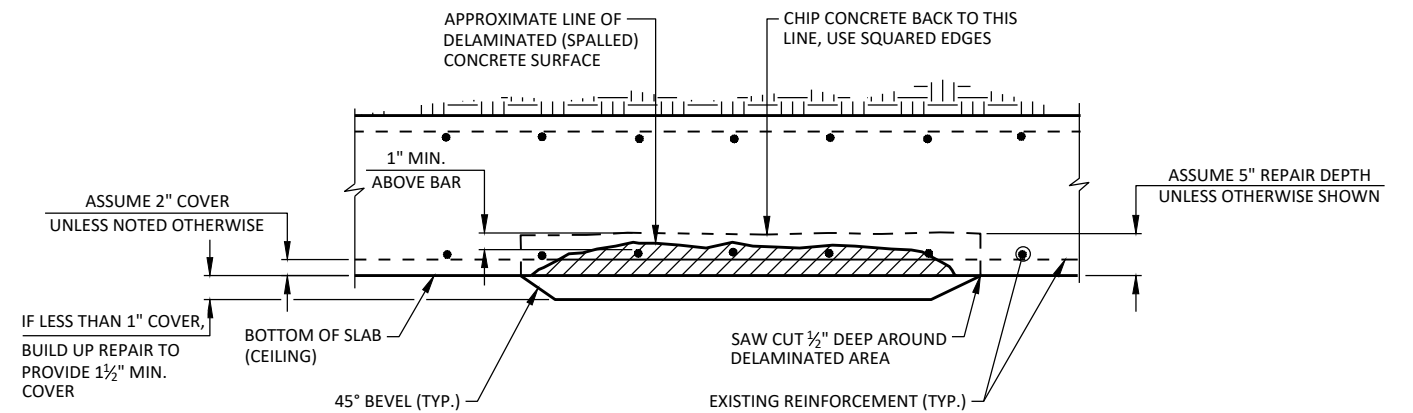 APPROXIMATE LINE OF
DELAMINATED (SPALLED)
CONCRETE SURFACE
CHIP CONCRETE BACK TO THIS
LINE, USE SQUARED EDGES
1" MIN.
ABOVE BAR
ASSUME 2" COVER
UNLESS NOTED OTHERWISE
ASSUME 5" REPAIR DEPTH
UNLESS OTHERWISE SHOWN
IF LESS THAN 1" COVER,
BUILD UP REPAIR TO
PROVIDE 1½" MIN.
COVER
BOTTOM OF SLAB
(CEILING)
45° BEVEL (TYP.)
SAW CUT ½" DEEP AROUND
DELAMINATED AREA
EXISTING REINFORCEMENT (TYP.)